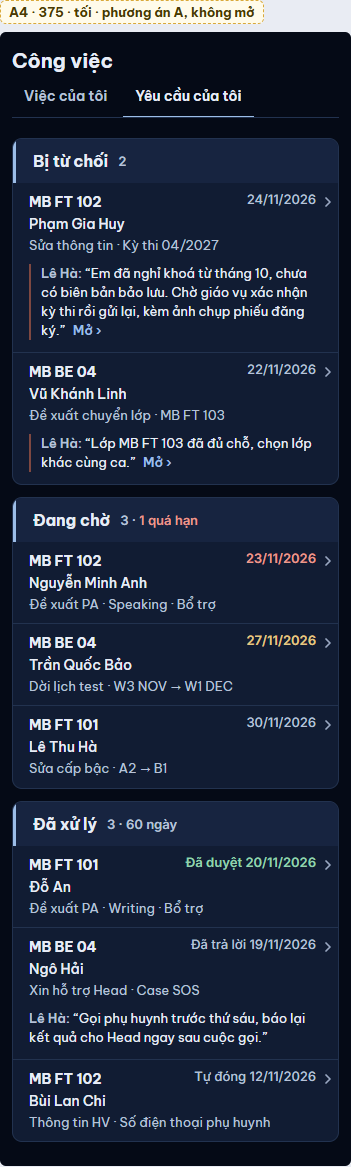 A4 · 375 · tối · phương án A, không mở
Công việc
Việc của tôi
Yêu cầu của tôi
Bị từ chối 2
MB FT 102 24/11/2026
Phạm Gia Huy
Sửa thông tin · Kỳ thi 04/2027
Lê Hà: “Em đã nghỉ khoá từ tháng 10, chưa
có biên bản bảo lưu. Chờ giáo vụ xác nhận
kỳ thi rồi gửi lại, kèm ảnh chụp phiếu đăng
ký.” Mở ›
MB BE 04 22/11/2026
Vũ Khánh Linh
Đề xuất chuyển lớp · MB FT 103
Lê Hà: “Lớp MB FT 103 đã đủ chỗ, chọn lớp
khác cùng ca.” Mở ›
Đang chờ 3 · 1 quá hạn
MB FT 102 23/11/2026
Nguyễn Minh Anh
Đề xuất PA · Speaking · Bổ trợ
MB BE 04 27/11/2026
Trần Quốc Bảo
Dời lịch test · W3 NOV → W1 DEC
MB FT 101 30/11/2026
Lê Thu Hà
Sửa cấp bậc · A2 → B1
Đã xử lý 3 · 60 ngày
MB FT 101 Đã duyệt 20/11/2026
Đỗ An
Đề xuất PA · Writing · Bổ trợ
MB BE 04 Đã trả lời 19/11/2026
Ngô Hải
Xin hỗ trợ Head · Case SOS
Lê Hà: “Gọi phụ huynh trước thứ sáu, báo lại
kết quả cho Head ngay sau cuộc gọi.”
MB FT 102 Tự đóng 12/11/2026
Bùi Lan Chi
Thông tin HV · Số điện thoại phụ huynh